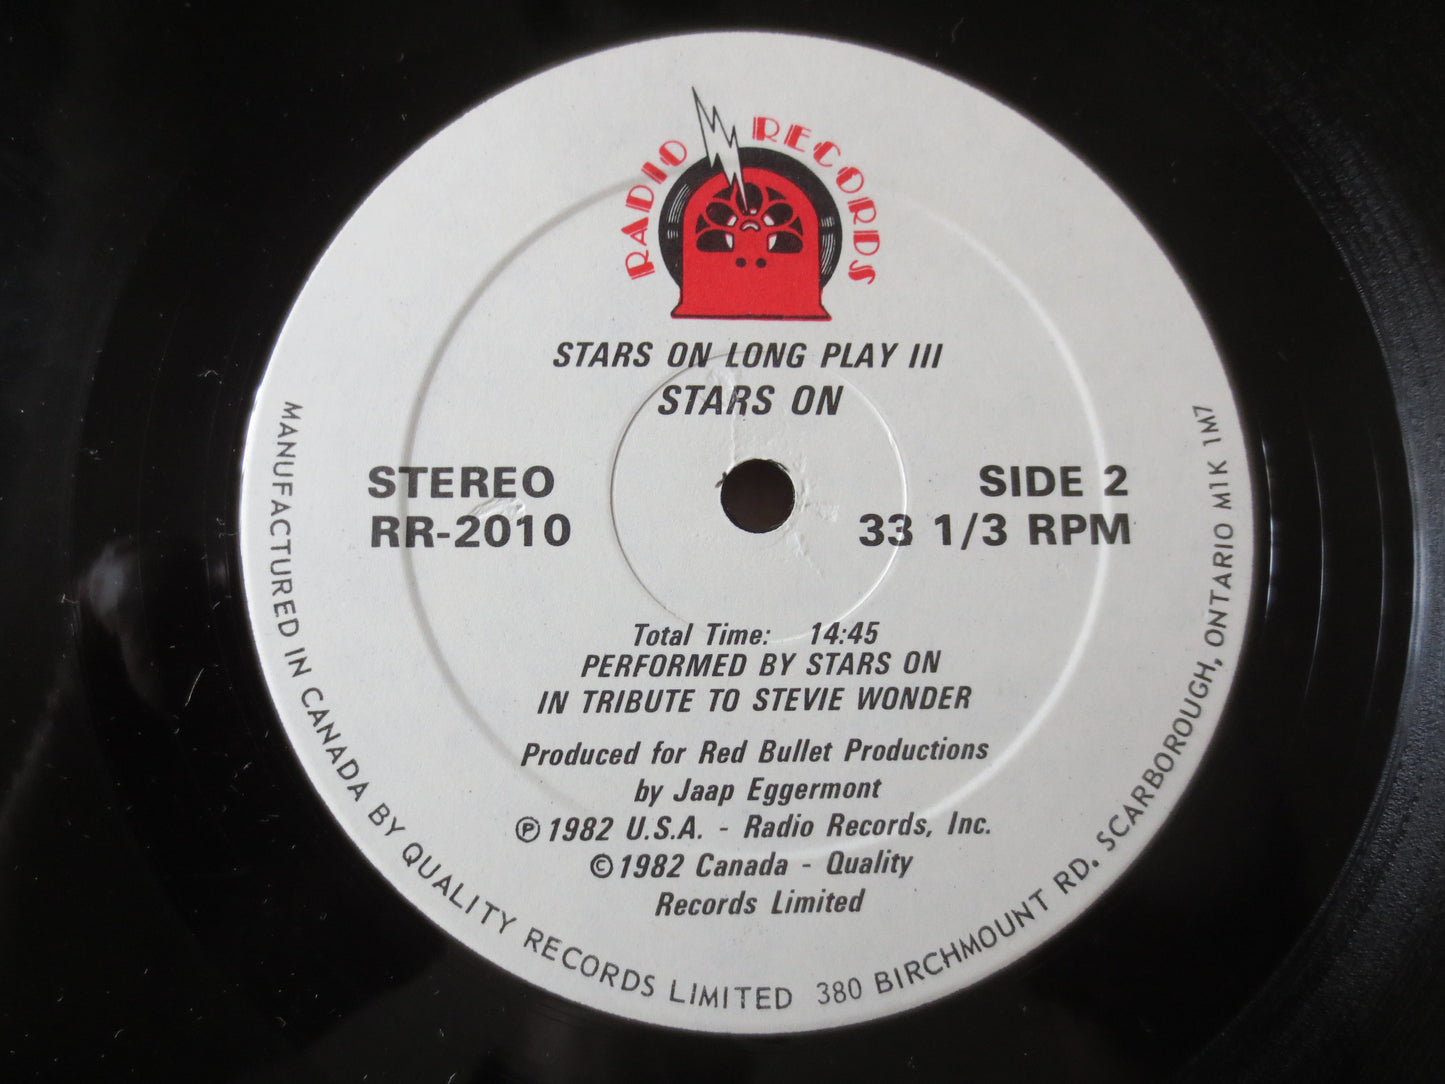 RADIO RECORDS
STARS ON LONG PLAY III
STARS ON
STEREO
RR-2010
SIDE 2
33 1/3 RPM
Total Time: 14:45
PERFORMED BY STARS ON
IN TRIBUTE TO STEVIE WONDER
Produced for Red Bullet Productions
by Jaap Eggermont
℗ 1982 U.S.A. - Radio Records, Inc.
© 1982 Canada - Quality
Records Limited
MANUFACTURED IN CANADA BY QUALITY RECORDS LIMITED 380 BIRCHMOUNT RD. SCARBOROUGH, ONTARIO M1K 1M7